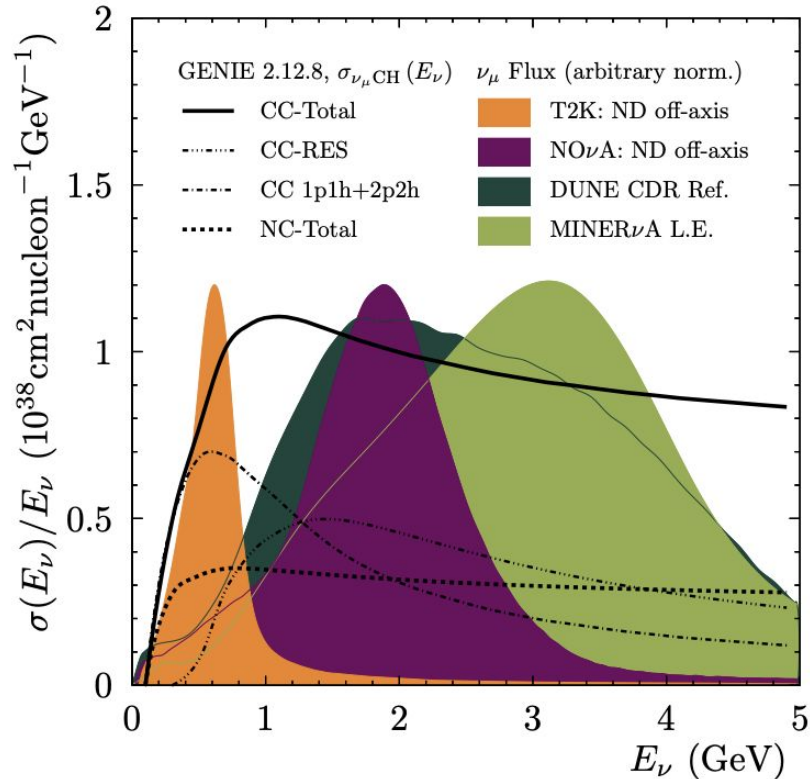 2
1.5
1
0.5
0
σ(Eν)/Eν (10³⁸cm²nucleon⁻¹GeV⁻¹)
GENIE 2.12.8, σνμCH(Eν)
CC-Total
CC-RES
CC 1p1h+2p2h
NC-Total
νμ Flux (arbitrary norm.)
T2K: ND off-axis
NOνA: ND off-axis
DUNE CDR Ref.
MINERνA L.E.
0 1 2 3 4 5
Eν (GeV)